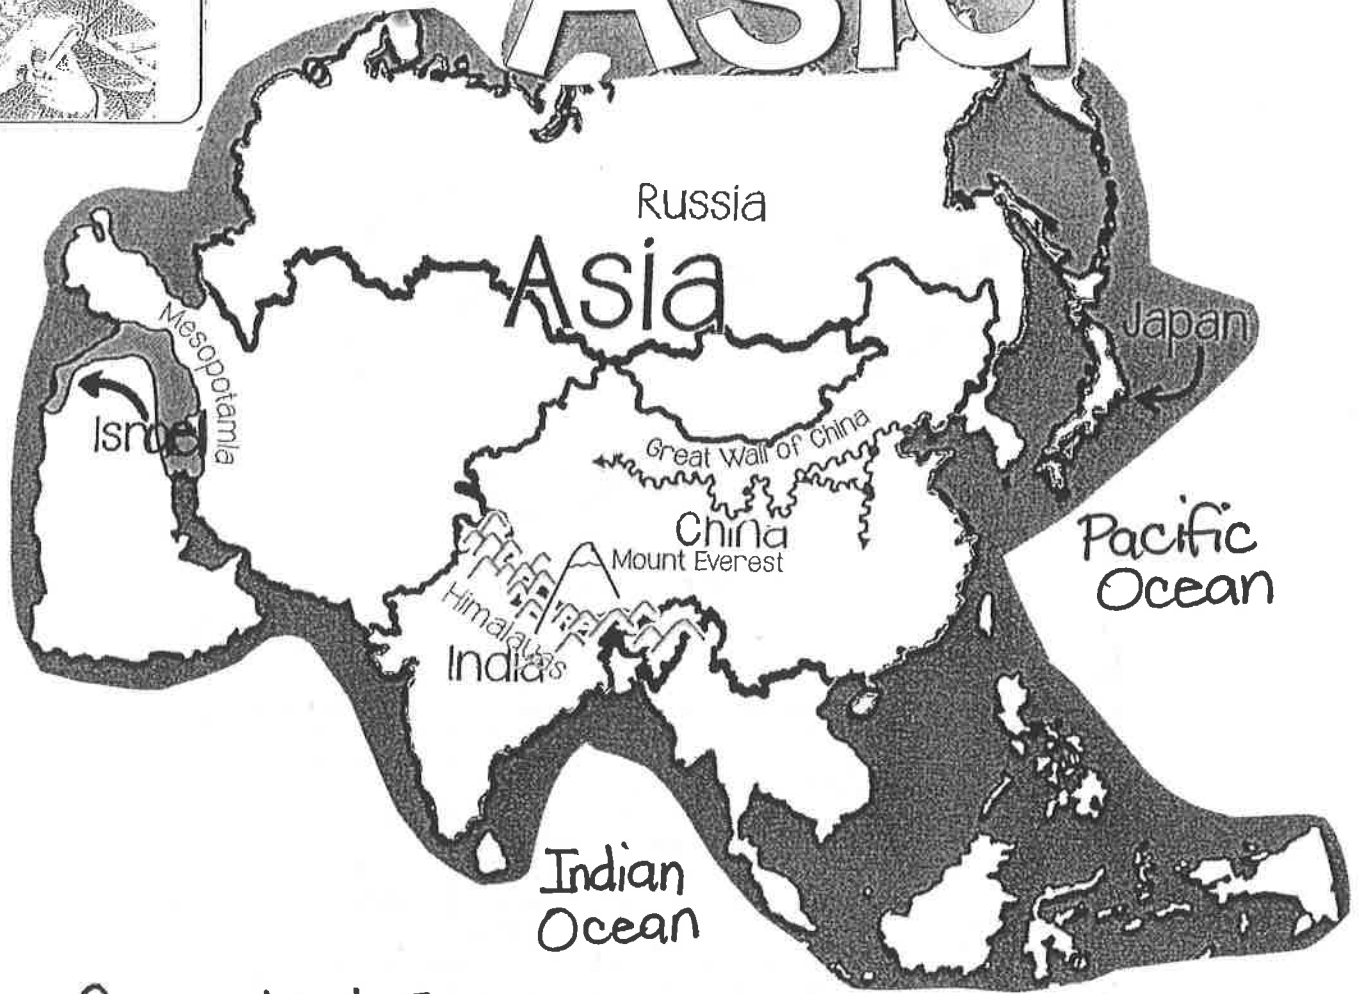 Asia
Russia
Asia
Mesopotamia
Japan
Israel
Great Wall of China
China
Mount Everest
Himalayas
India
Pacific
Ocean
Indian
Ocean